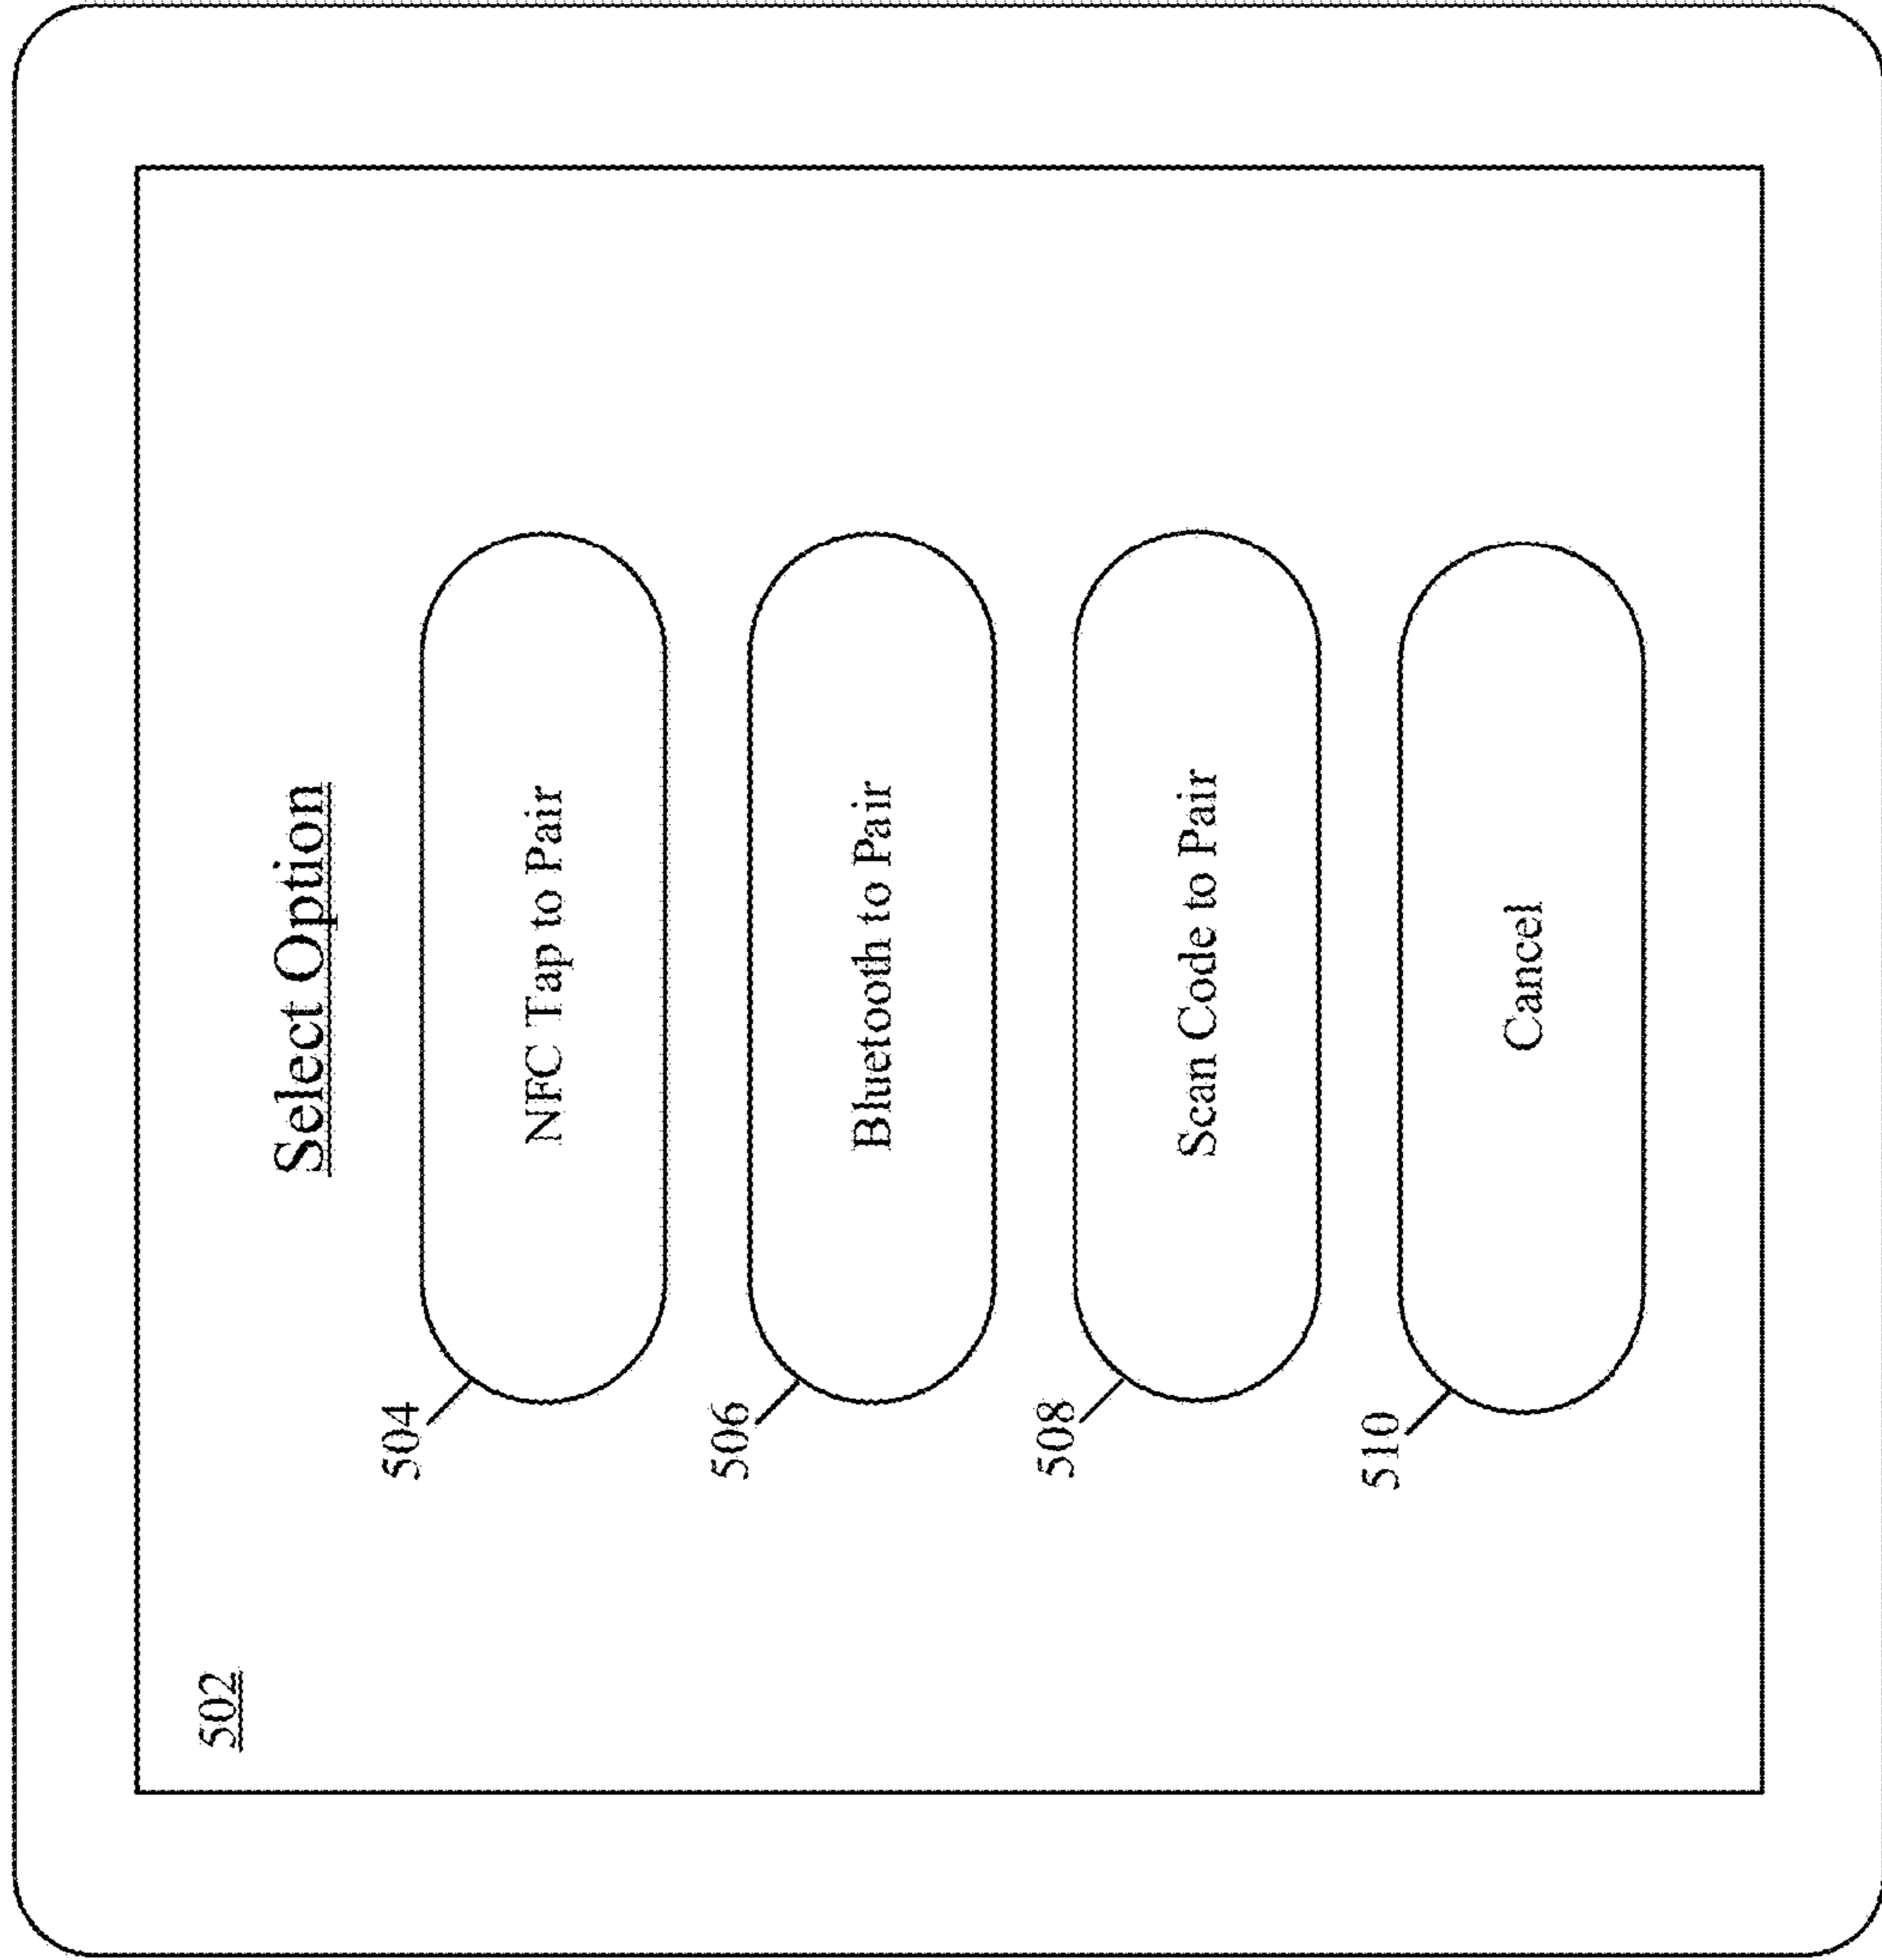 502
Select Option
504
NFC Tap to Pair
506
Bluetooth to Pair
508
Scan Code to Pair
510
Cancel